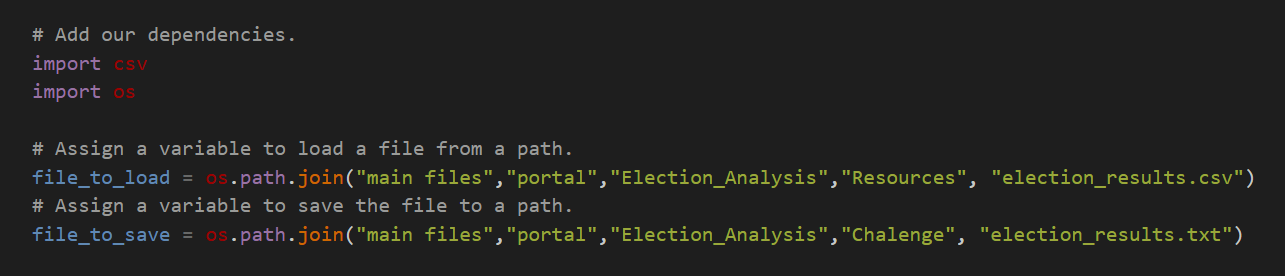 # Add our dependencies.
import csv
import os
# Assign a variable to load a file from a path.
file_to_load = os.path.join("main files","portal","Election_Analysis","Resources", "election_results.csv")
# Assign a variable to save the file to a path.
file_to_save = os.path.join("main files","portal","Election_Analysis","Chalenge", "election_results.txt")